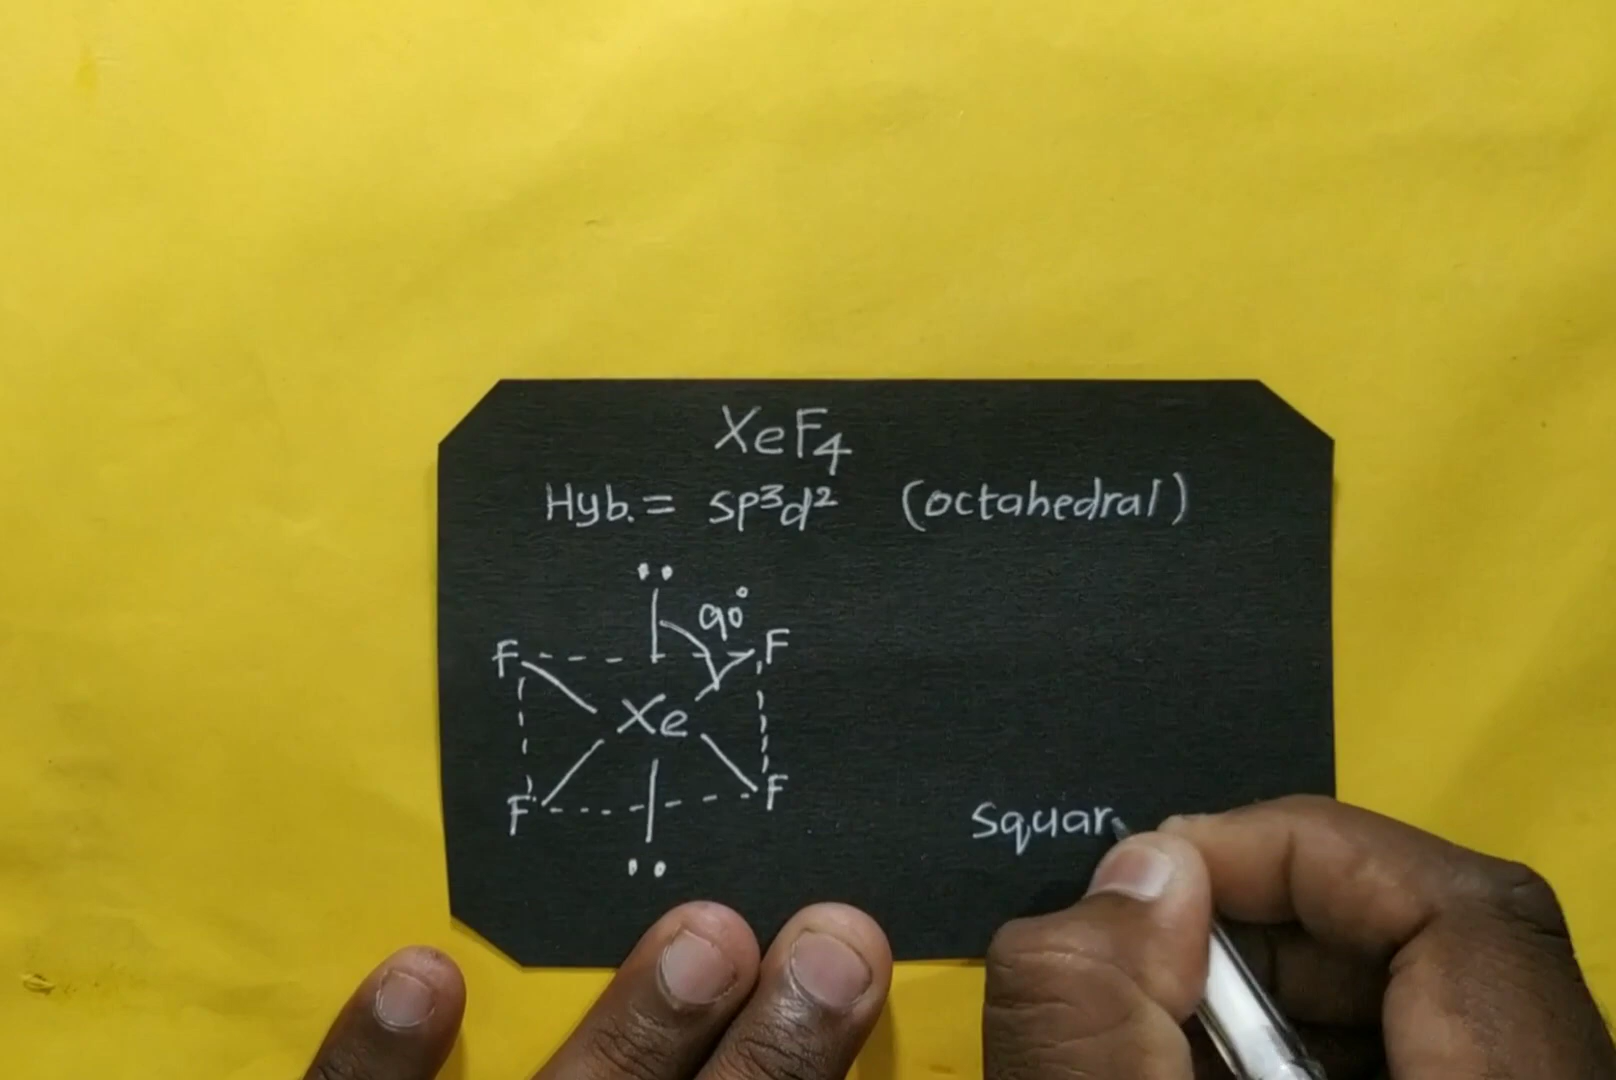 XeF₄
Hyb. = sp³d² (octahedral)
90°
F F
Xe
F F
squar